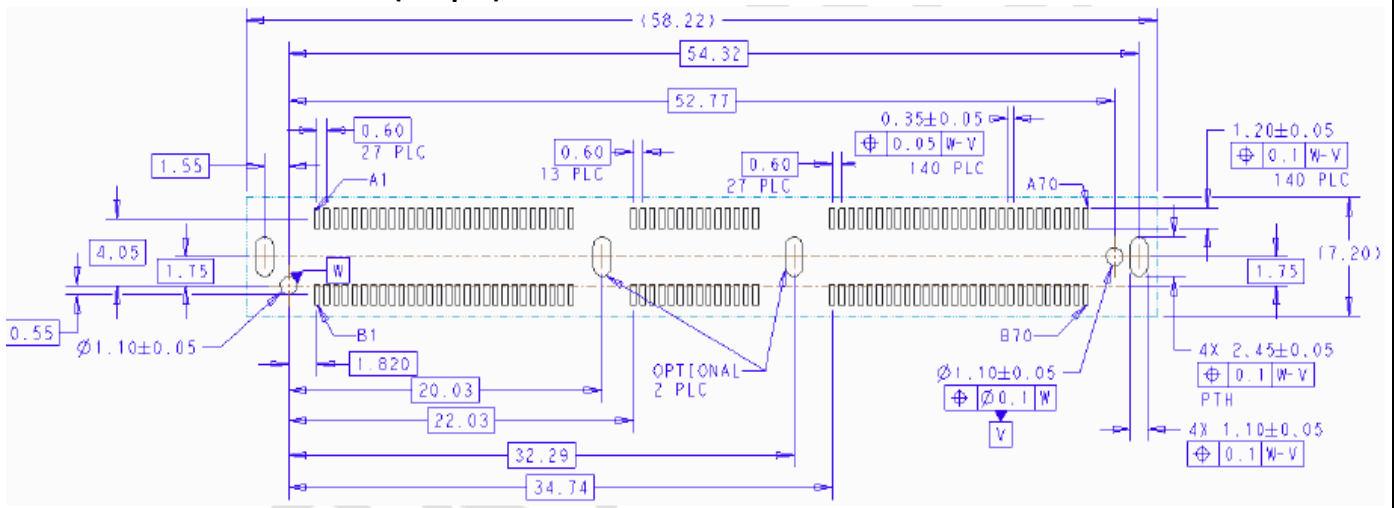 (58.22)
54.32
52.77
0.60
27 PLC
0.60
13 PLC
0.60
27 PLC
0.35±0.05
⌖ 0.05 W-V
140 PLC
1.20±0.05
⌖ 0.1 W-V
140 PLC
1.55
A1
A70
4.05
1.75
W
(7.20)
1.75
0.55
Ø1.10±0.05
B1
B70
1.820
OPTIONAL
2 PLC
20.03
22.03
32.29
34.74
Ø1.10±0.05
⌖ Ø0.1 W
V
4X 2.45±0.05
⌖ 0.1 W-V
PTH
4X 1.10±0.05
⌖ 0.1 W-V